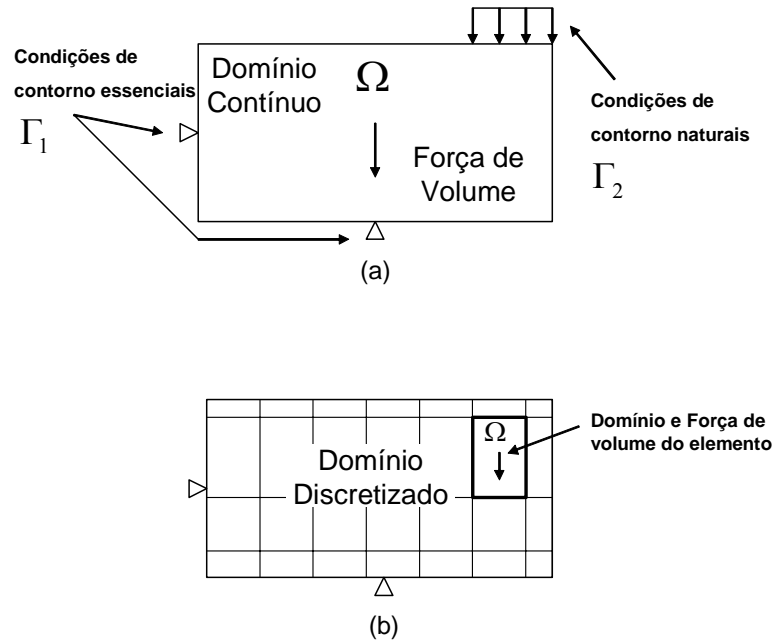 Condições de
contorno essenciais
Γ₁
Domínio
Contínuo
Ω
Força de
Volume
Condições de
contorno naturais
Γ₂
(a)
Domínio
Discretizado
Ω
Domínio e Força de
volume do elemento
(b)